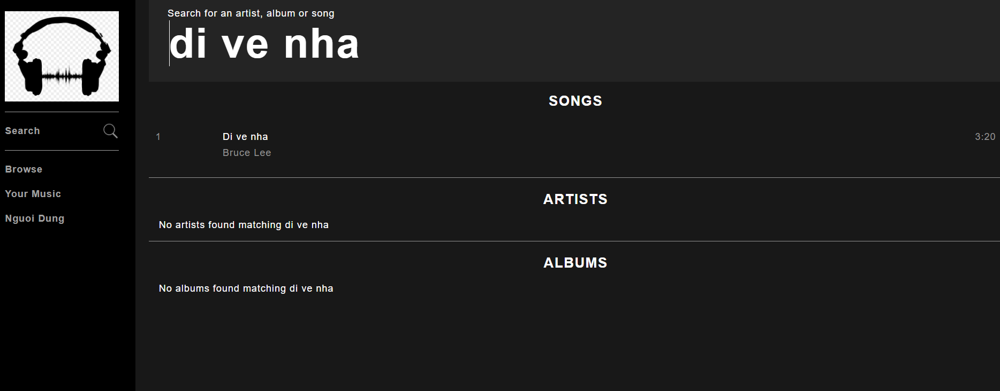 Search for an artist, album or song
di ve nha
Search
Browse
Your Music
Nguoi Dung
SONGS
1 Di ve nha 3:20
Bruce Lee
ARTISTS
No artists found matching di ve nha
ALBUMS
No albums found matching di ve nha